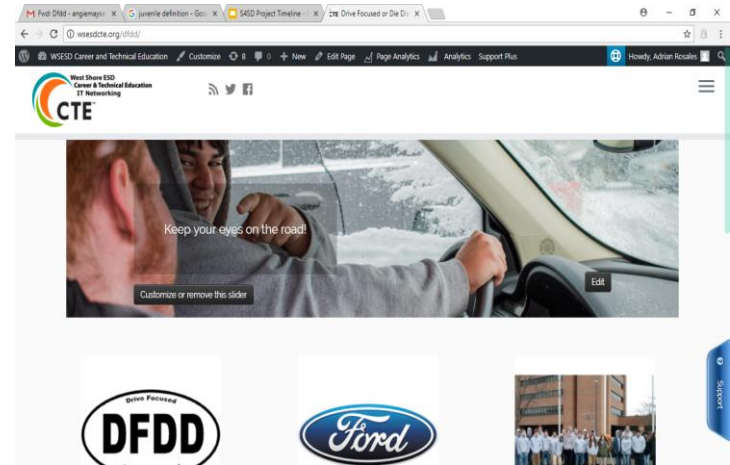 Fwd: Dfdd - angiemayse
juvenile definition - Goo
S4SD Project Timeline -
Drive Focused or Die Di
wsesdcte.org/dfdd/
WSESD Career and Technical Education Customize 8 0 New Edit Page Page Analytics Analytics Support Plus Howdy, Adrian Rosales
West Shore ESD
Career & Technical Education
IT Networking
CTE
Keep your eyes on the road!
Customize or remove this slider
Edit
Support
Drive Focused
DFDD
Ford